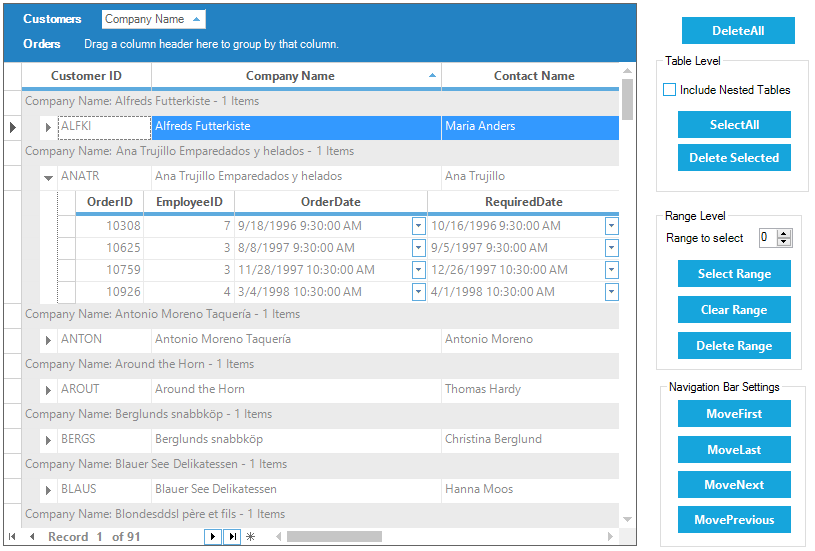 Customers Company Name
Orders Drag a column header here to group by that column.
Customer ID Company Name Contact Name
Company Name: Alfreds Futterkiste - 1 Items
ALFKI Alfreds Futterkiste Maria Anders
Company Name: Ana Trujillo Emparedados y helados - 1 Items
ANATR Ana Trujillo Emparedados y helados Ana Trujillo
OrderID EmployeeID OrderDate RequiredDate
10308 7 9/18/1996 9:30:00 AM 10/16/1996 9:30:00 AM
10625 3 8/8/1997 9:30:00 AM 9/5/1997 9:30:00 AM
10759 3 11/28/1997 10:30:00 AM 12/26/1997 10:30:00 AM
10926 4 3/4/1998 10:30:00 AM 4/1/1998 10:30:00 AM
Company Name: Antonio Moreno Taquería - 1 Items
ANTON Antonio Moreno Taquería Antonio Moreno
Company Name: Around the Horn - 1 Items
AROUT Around the Horn Thomas Hardy
Company Name: Berglunds snabbköp - 1 Items
BERGS Berglunds snabbköp Christina Berglund
Company Name: Blauer See Delikatessen - 1 Items
BLAUS Blauer See Delikatessen Hanna Moos
Company Name: Blondesddsl père et fils - 1 Items
Record 1 of 91
DeleteAll
Table Level
Include Nested Tables
SelectAll
Delete Selected
Range Level
Range to select 0
Select Range
Clear Range
Delete Range
Navigation Bar Settings
MoveFirst
MoveLast
MoveNext
MovePrevious